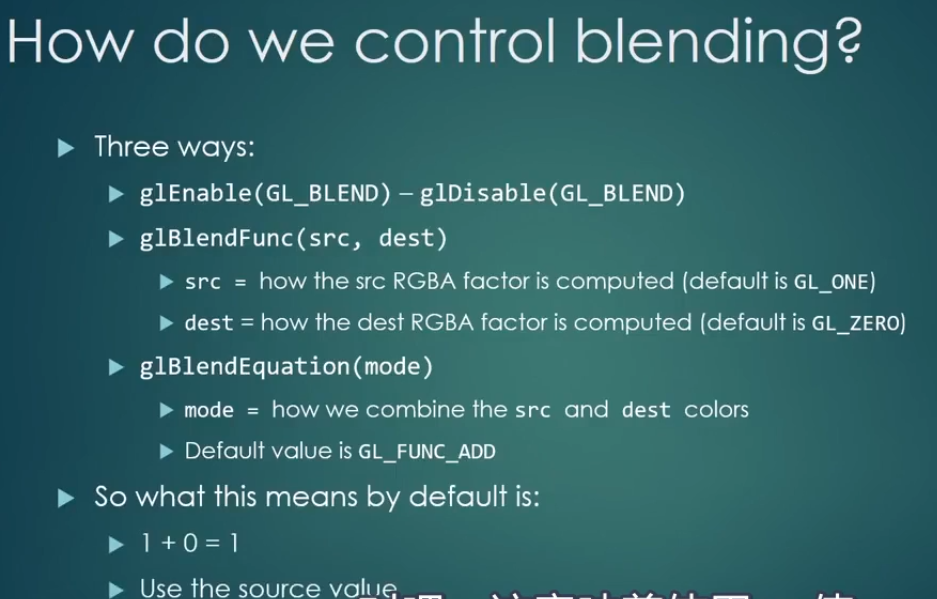 How do we control blending?
Three ways:
glEnable(GL_BLEND) – glDisable(GL_BLEND)
glBlendFunc(src, dest)
src = how the src RGBA factor is computed (default is GL_ONE)
dest = how the dest RGBA factor is computed (default is GL_ZERO)
glBlendEquation(mode)
mode = how we combine the src and dest colors
Default value is GL_FUNC_ADD
So what this means by default is:
1 + 0 = 1
Use the source value